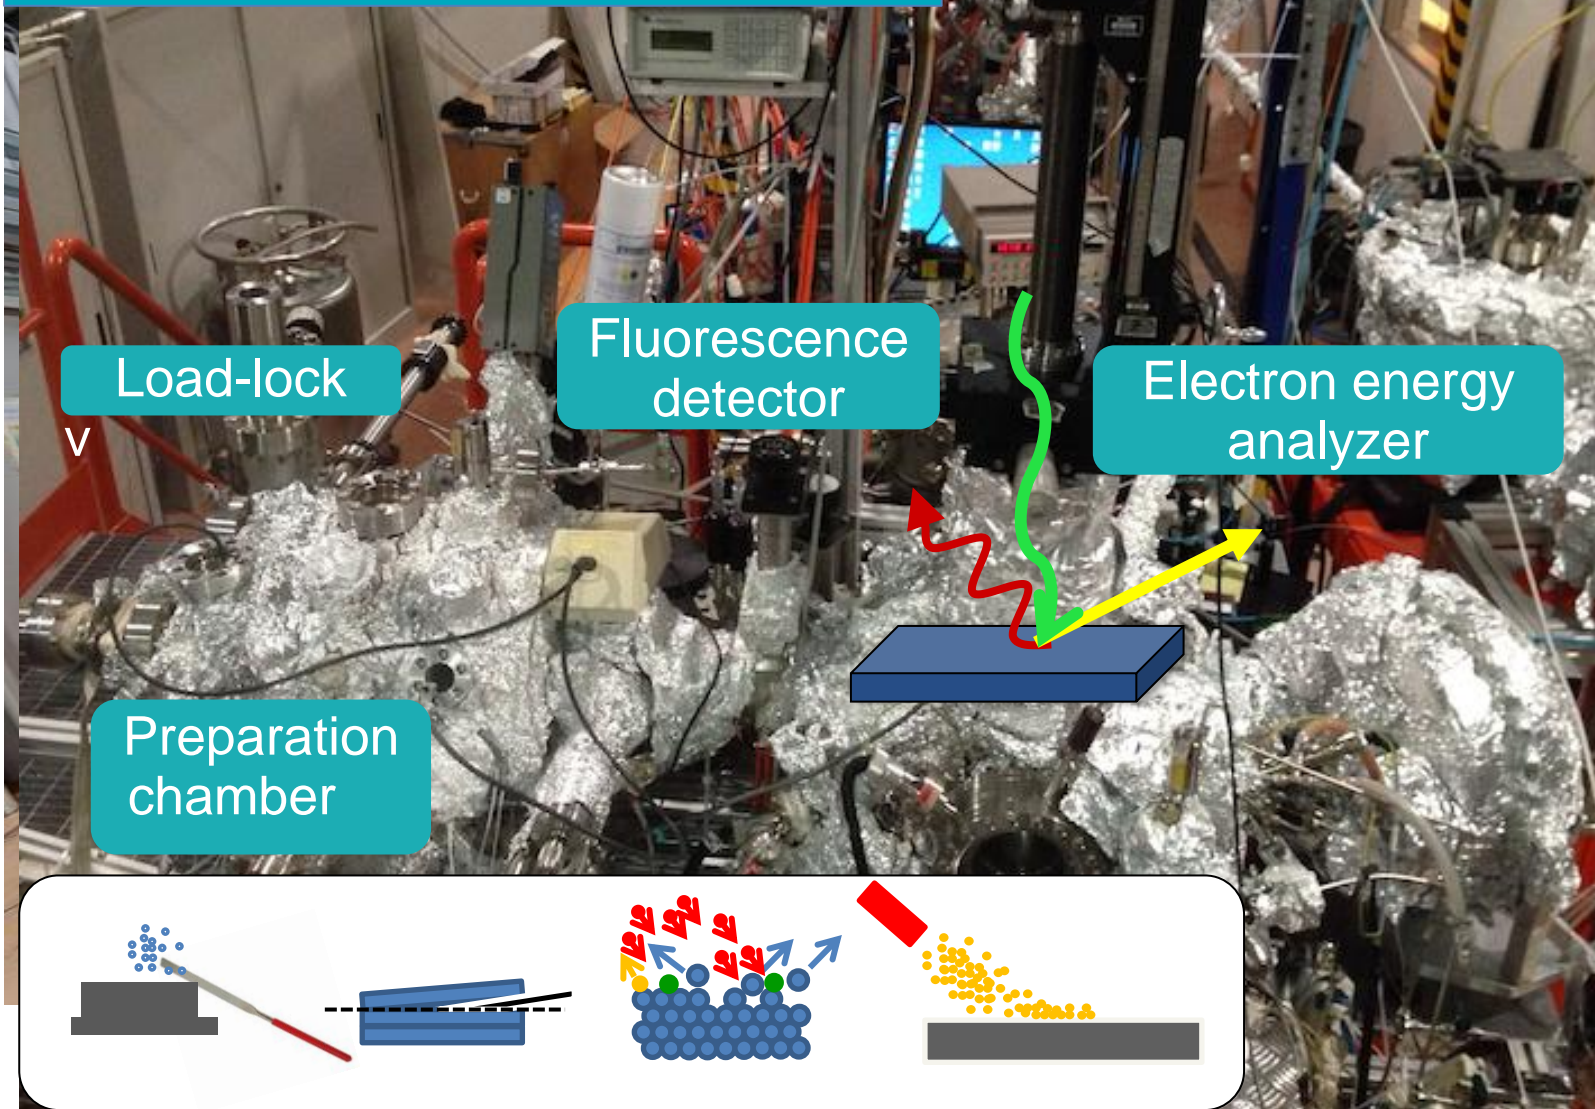 Load-lock
v
Fluorescence
detector
Electron energy
analyzer
Preparation
chamber